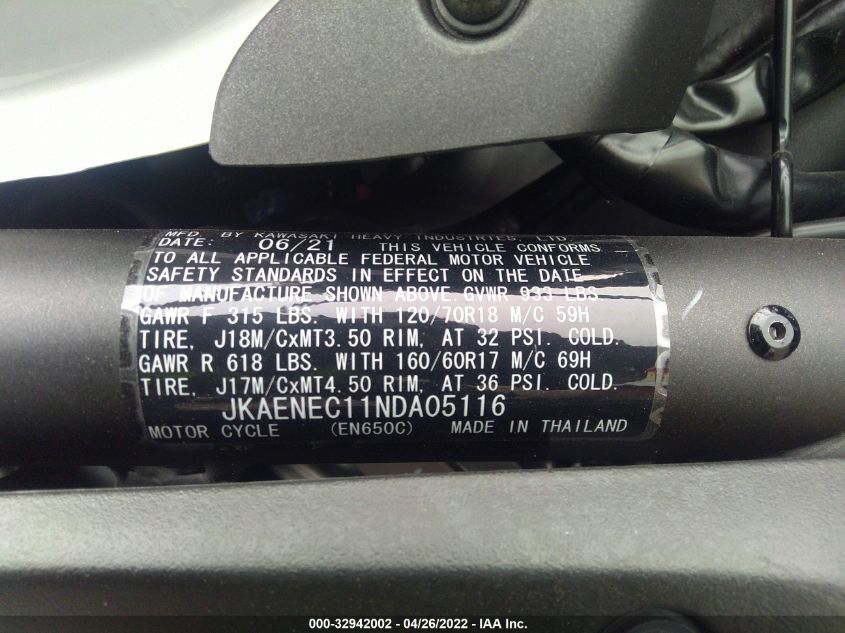 MFD. BY KAWASAKI HEAVY INDUSTRIES, LTD.
DATE: 06/21 THIS VEHICLE CONFORMS
TO ALL APPLICABLE FEDERAL MOTOR VEHICLE
SAFETY STANDARDS IN EFFECT ON THE DATE
OF MANUFACTURE SHOWN ABOVE.GVWR 933 LBS.
GAWR F 315 LBS. WITH 120/70R18 M/C 59H
TIRE, J18M/CxMT3.50 RIM, AT 32 PSI. COLD.
GAWR R 618 LBS. WITH 160/60R17 M/C 69H
TIRE, J17M/CxMT4.50 RIM, AT 36 PSI. COLD.
JKAENEC11NDA05116
MOTOR CYCLE (EN650C) MADE IN THAILAND
000-32942002 - 04/26/2022 - IAA Inc.